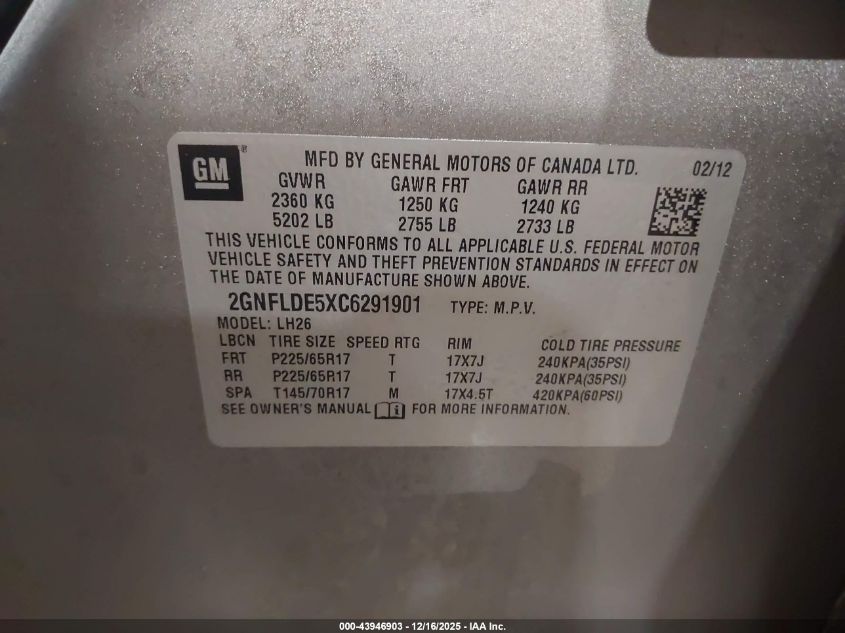 GM ®
MFD BY GENERAL MOTORS OF CANADA LTD. 02/12
GVWR GAWR FRT GAWR RR
2360 KG 1250 KG 1240 KG
5202 LB 2755 LB 2733 LB
THIS VEHICLE CONFORMS TO ALL APPLICABLE U.S. FEDERAL MOTOR
VEHICLE SAFETY AND THEFT PREVENTION STANDARDS IN EFFECT ON
THE DATE OF MANUFACTURE SHOWN ABOVE.
2GNFLDE5XC6291901 TYPE: M.P.V.
MODEL: LH26
LBCN TIRE SIZE SPEED RTG RIM COLD TIRE PRESSURE
FRT P225/65R17 T 17X7J 240KPA(35PSI)
RR P225/65R17 T 17X7J 240KPA(35PSI)
SPA T145/70R17 M 17X4.5T 420KPA(60PSI)
SEE OWNER'S MANUAL i FOR MORE INFORMATION.
000-43946903 - 12/16/2025 - IAA Inc.